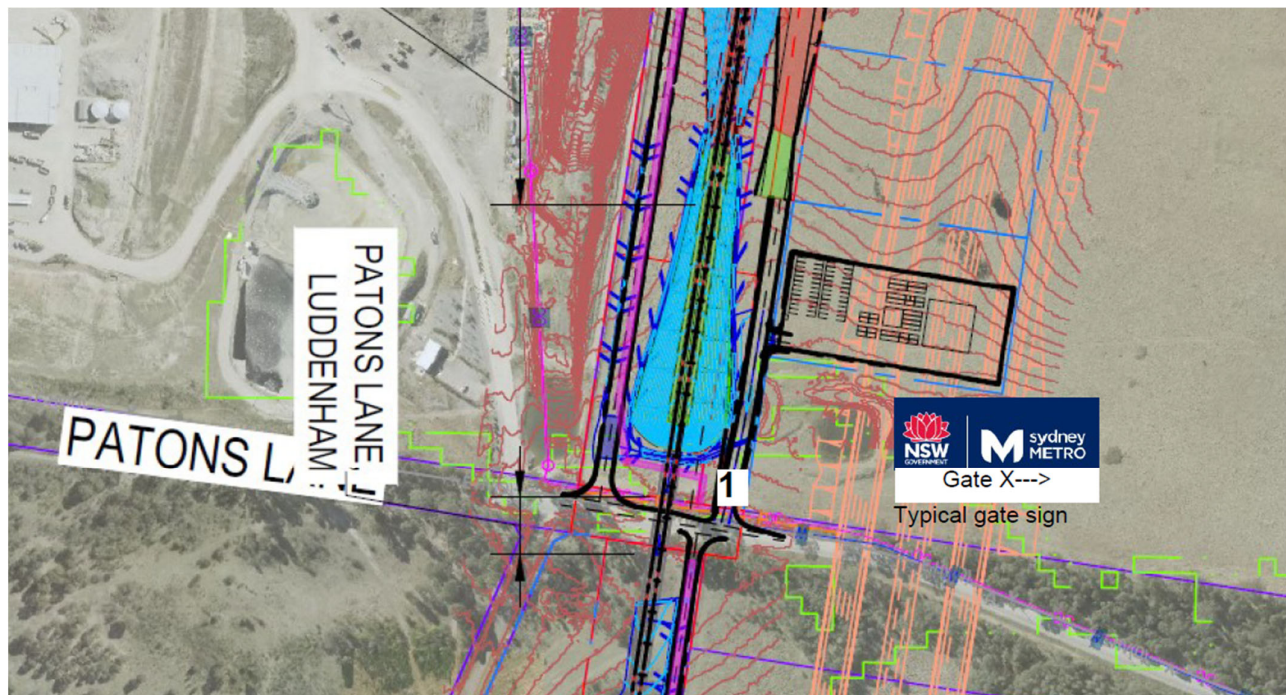 PATONS LANE,
LUDDENHAM
PATONS LA
1
NSW
GOVERNMENT
sydney
METRO
Gate X--->
Typical gate sign